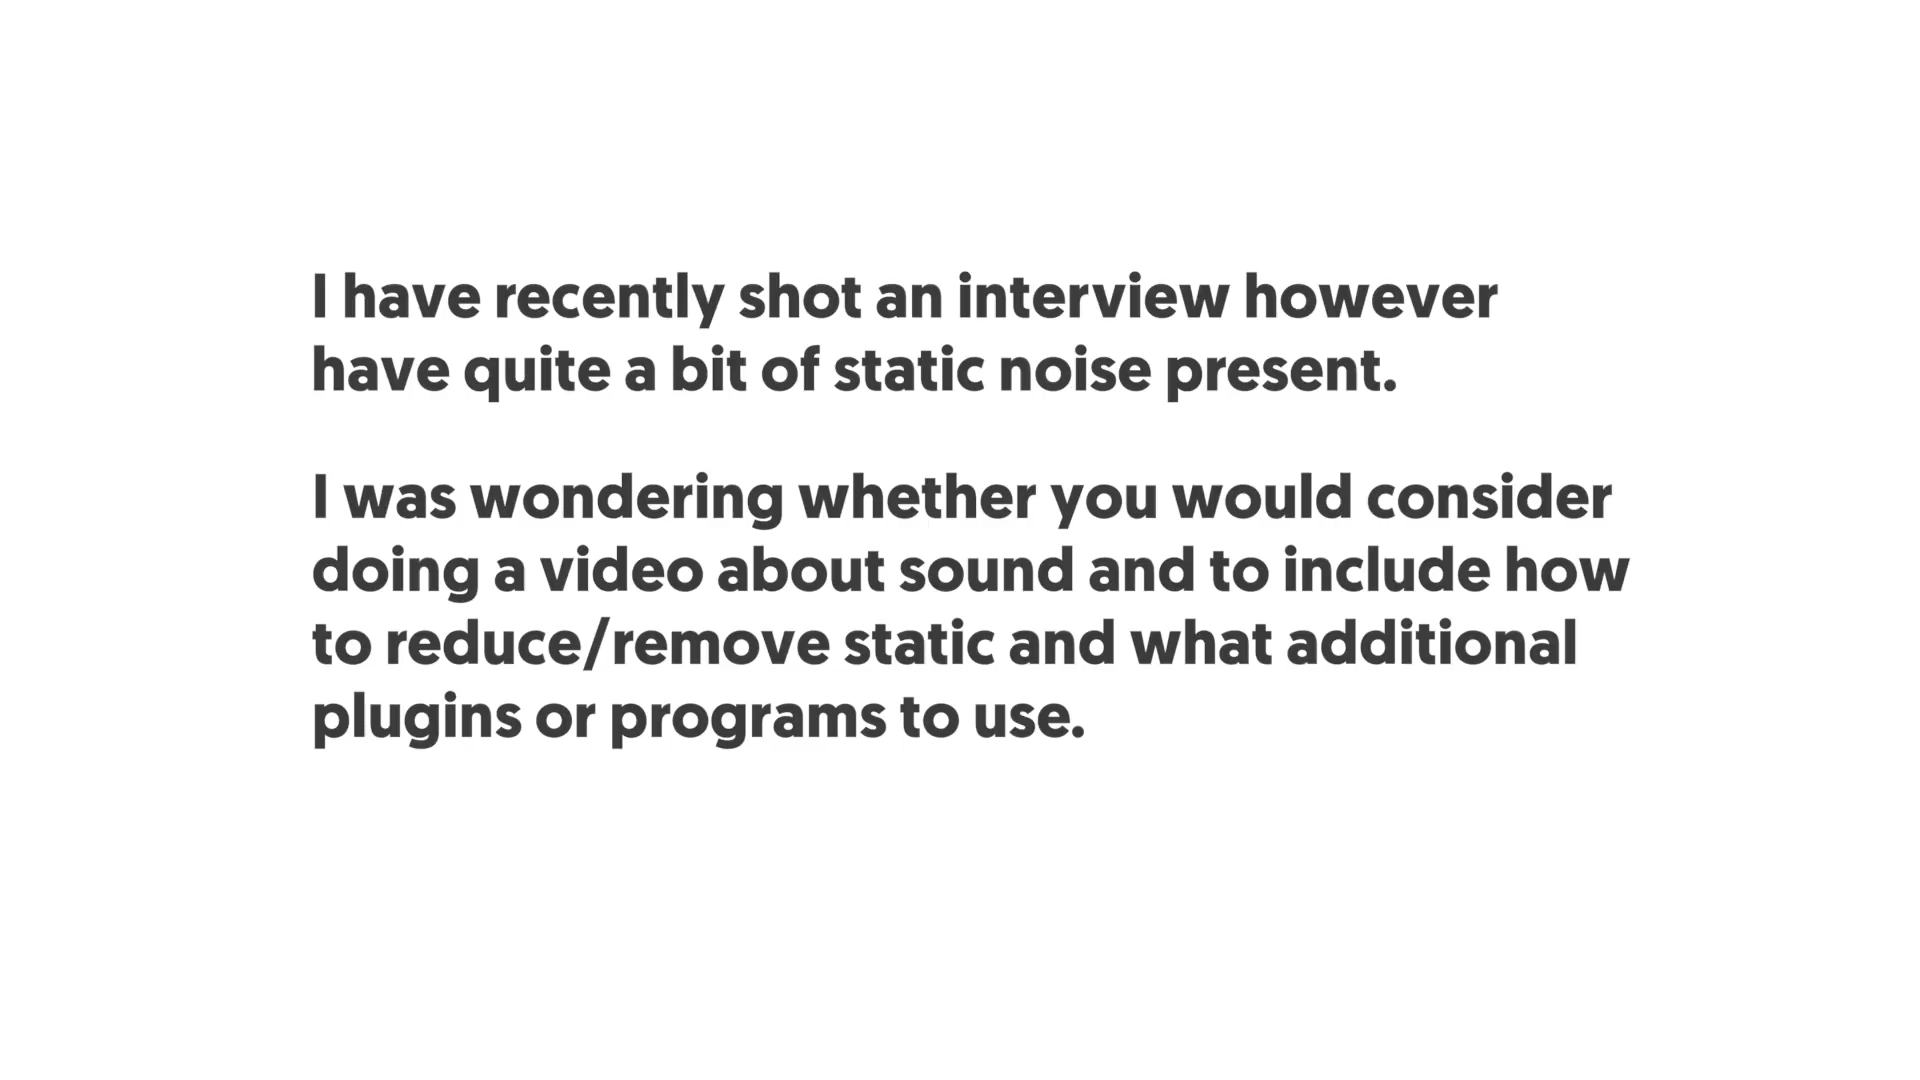 I have recently shot an interview however
have quite a bit of static noise present.
I was wondering whether you would consider
doing a video about sound and to include how
to reduce/remove static and what additional
plugins or programs to use.